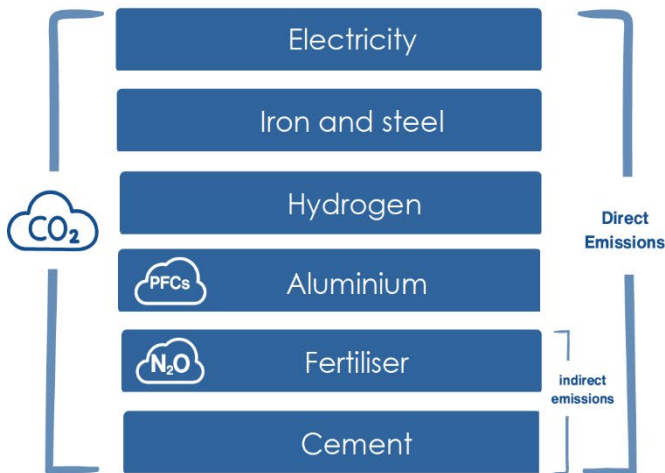 Electricity
Iron and steel
Hydrogen
CO₂
Direct
Emissions
PFCs
Aluminium
N₂O
Fertiliser
indirect
emissions
Cement